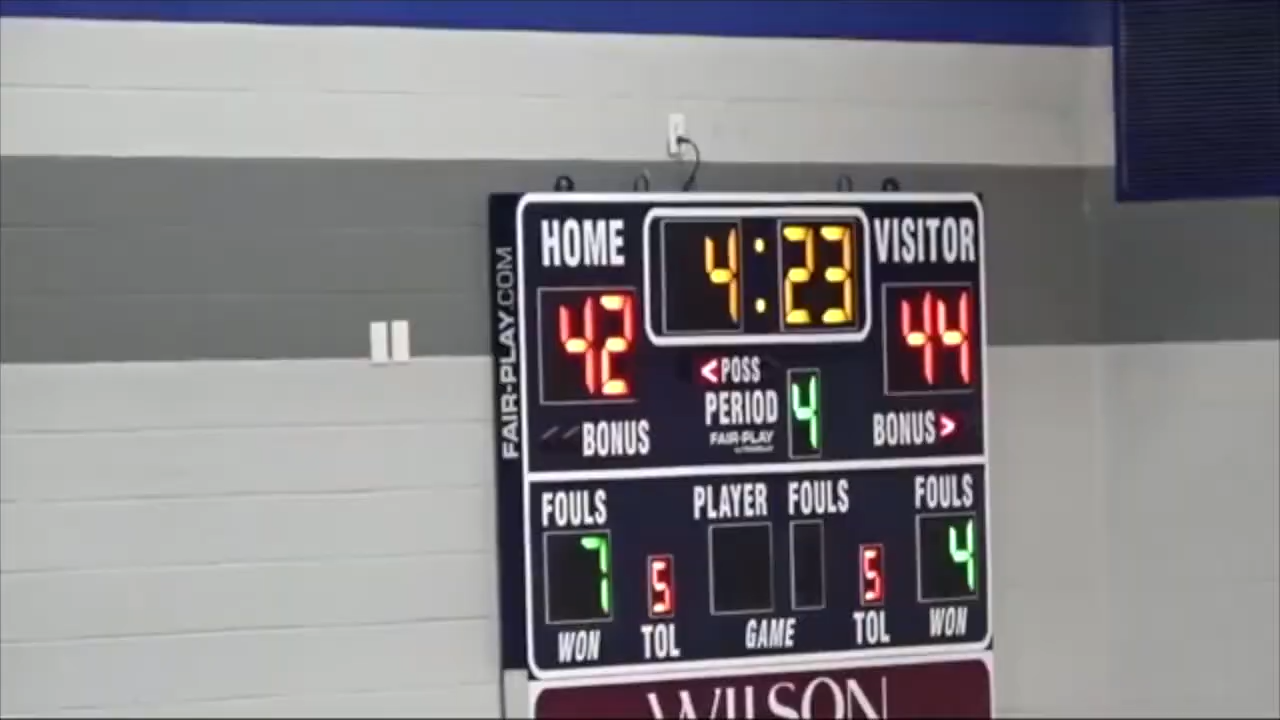 HOME 4:23 VISITOR
42 44
<POSS
PERIOD 4
FAIR-PLAY
BONUS BONUS>
FAIR-PLAY.COM
FOULS PLAYER FOULS FOULS
7 5 5 4
WON TOL GAME TOL WON
WILSON